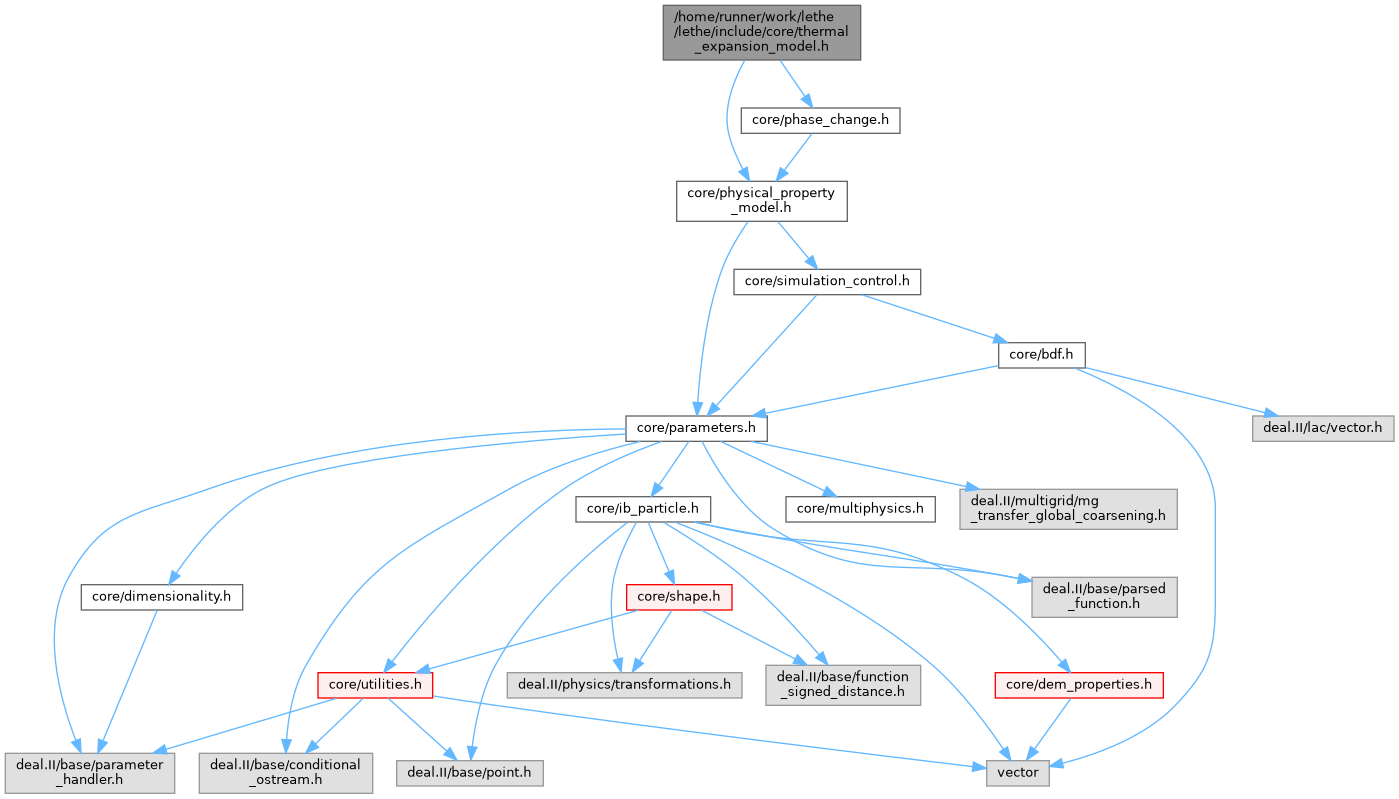 /home/runner/work/lethe
/lethe/include/core/thermal
_expansion_model.h
core/phase_change.h
core/physical_property
_model.h
core/simulation_control.h
core/bdf.h
core/parameters.h
deal.II/lac/vector.h
core/ib_particle.h
core/multiphysics.h
deal.II/multigrid/mg
_transfer_global_coarsening.h
core/dimensionality.h
core/shape.h
deal.II/base/parsed
_function.h
core/utilities.h
deal.II/physics/transformations.h
deal.II/base/function
_signed_distance.h
core/dem_properties.h
deal.II/base/parameter
_handler.h
deal.II/base/conditional
_ostream.h
deal.II/base/point.h
vector